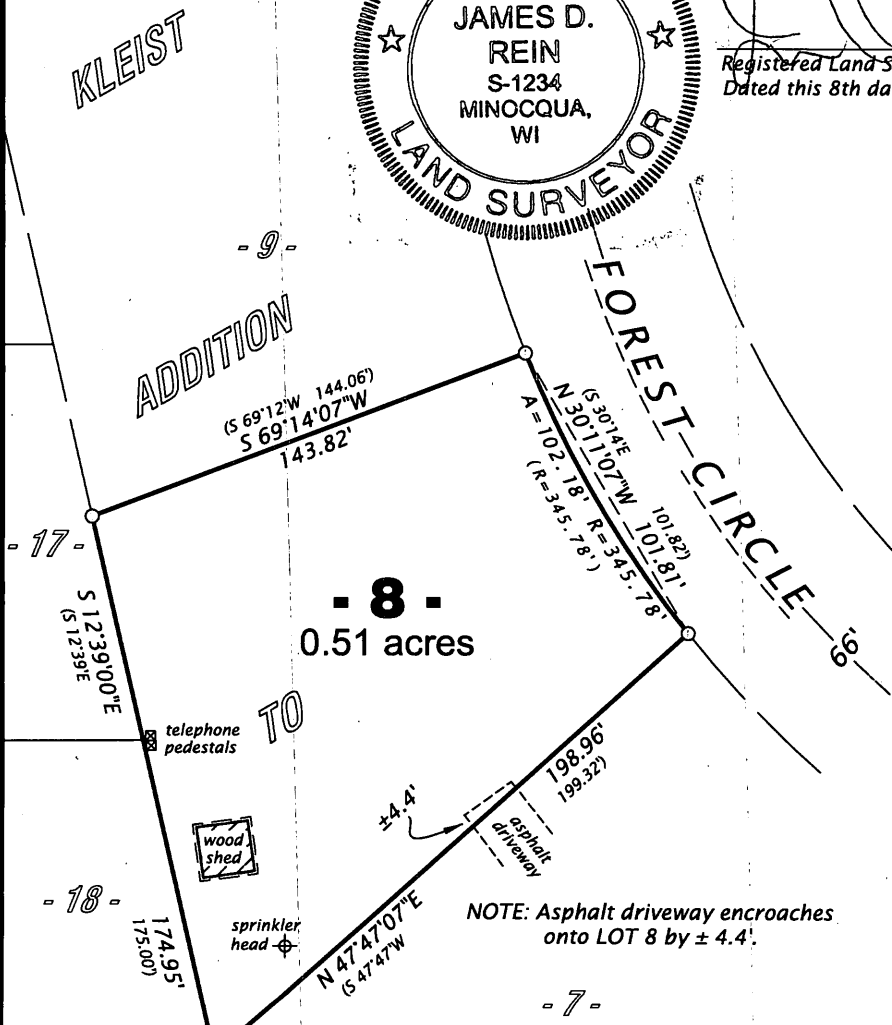 KLEIST
JAMES D.
REIN
S-1234
MINOCQUA,
WI
LAND SURVEYOR
Registered Land S
Dated this 8th da
- 9 -
ADDITION
FOREST CIRCLE
66'
(S 69°12'W 144.06')
S 69°14'07"W
143.82'
(S 30°14'E 101.82')
N 30°11'07"W 101.81'
A=102.18' R=345.78'
(R=345.78')
- 17 -
- 8 -
0.51 acres
S 12°39'00"E
(S 12°39'E
TO
telephone
pedestals
198.96'
199.32')
±4.4'
asphalt
driveway
wood
shed
- 18 -
174.95'
175.00')
sprinkler
head
N 47°47'07"E
(S 47°47'W
NOTE: Asphalt driveway encroaches
onto LOT 8 by ± 4.4'.
- 7 -